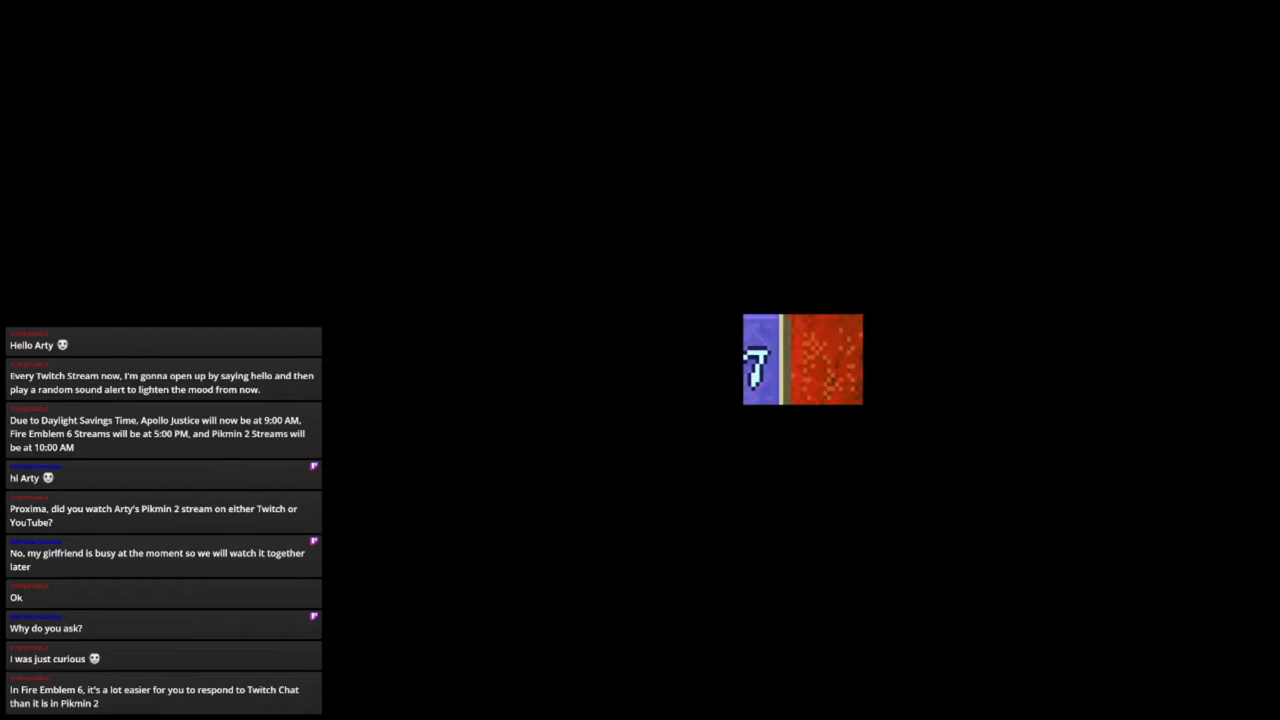 Hello Arty
Every Twitch Stream now, I'm gonna open up by saying hello and then
play a random sound alert to lighten the mood from now.
Due to Daylight Savings Time, Apollo Justice will now be at 9:00 AM,
Fire Emblem 6 Streams will be at 5:00 PM, and Pikmin 2 Streams will
be at 10:00 AM
hi Arty
Proxima, did you watch Arty's Pikmin 2 stream on either Twitch or
YouTube?
No, my girlfriend is busy at the moment so we will watch it together
later
Ok
Why do you ask?
I was just curious
In Fire Emblem 6, it's a lot easier for you to respond to Twitch Chat
than it is in Pikmin 2